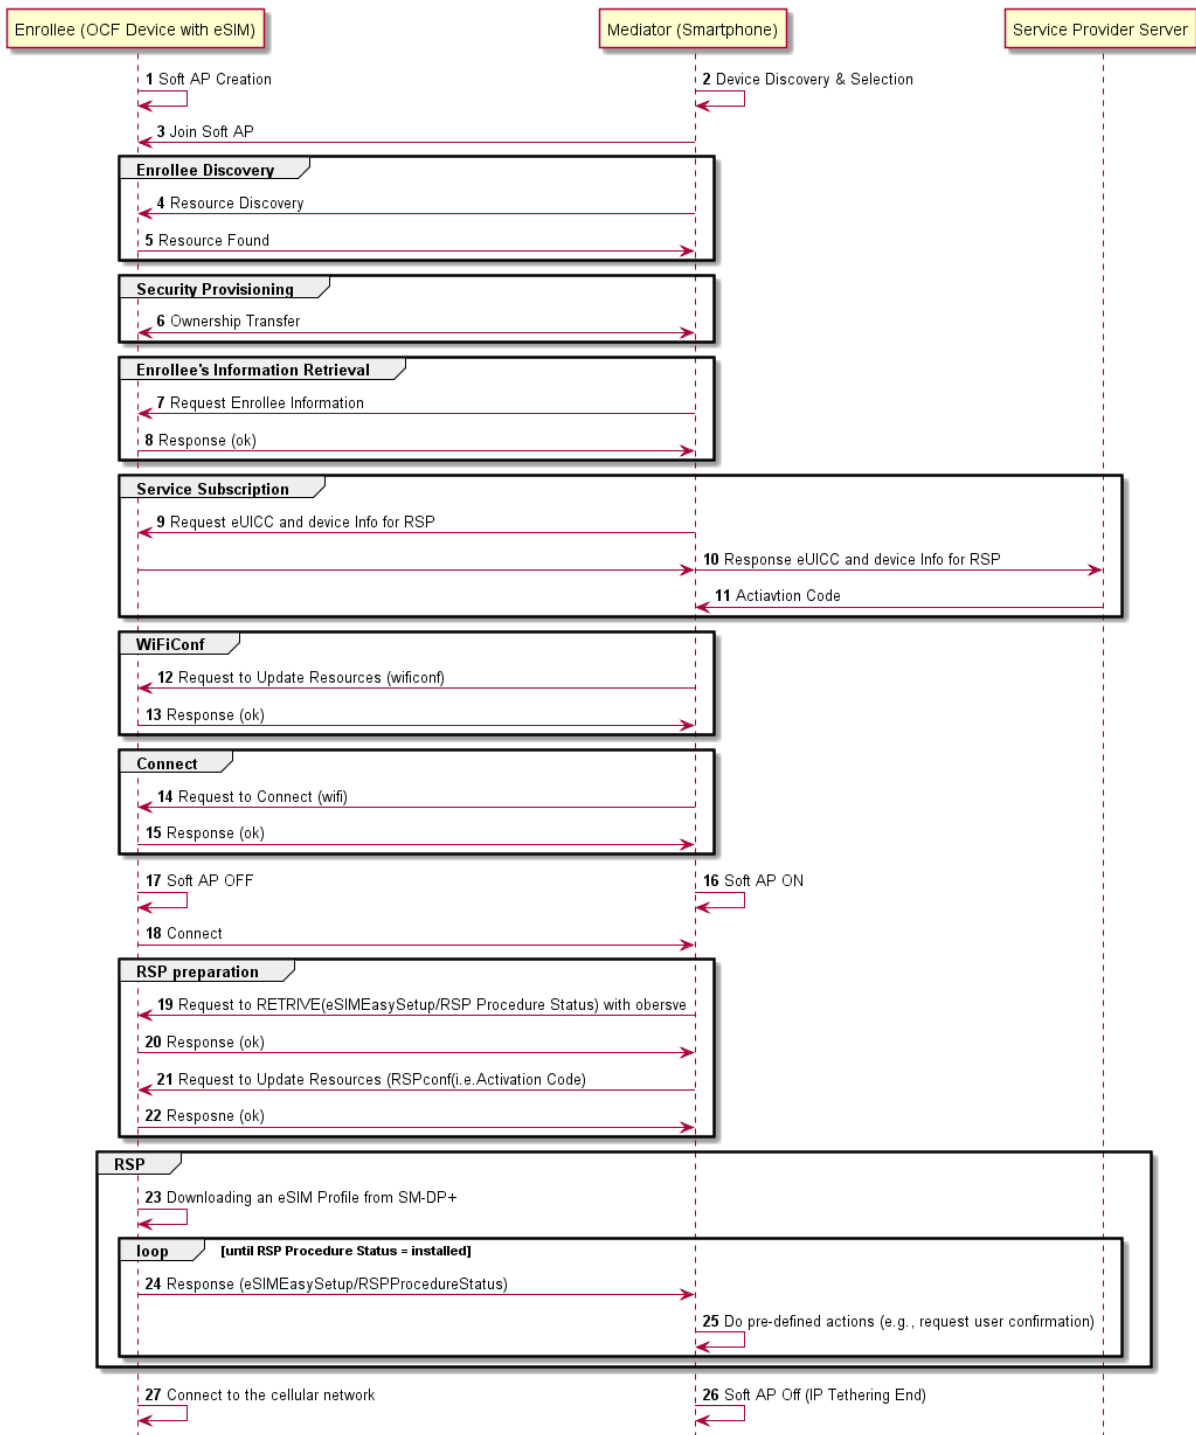 Enrollee (OCF Device with eSIM)
Mediator (Smartphone)
Service Provider Server
1 Soft AP Creation
2 Device Discovery & Selection
3 Join Soft AP
Enrollee Discovery
4 Resource Discovery
5 Resource Found
Security Provisioning
6 Ownership Transfer
Enrollee's Information Retrieval
7 Request Enrollee Information
8 Response (ok)
Service Subscription
9 Request eUICC and device Info for RSP
10 Response eUICC and device Info for RSP
11 Actiavtion Code
WiFiConf
12 Request to Update Resources (wificonf)
13 Response (ok)
Connect
14 Request to Connect (wifi)
15 Response (ok)
17 Soft AP OFF
16 Soft AP ON
18 Connect
RSP preparation
19 Request to RETRIVE(eSIMEasySetup/RSP Procedure Status) with obersve
20 Response (ok)
21 Request to Update Resources (RSPconf(i.e.Activation Code)
22 Resposne (ok)
RSP
23 Downloading an eSIM Profile from SM-DP+
loop [until RSP Procedure Status = installed]
24 Response (eSIMEasySetup/RSPProcedureStatus)
25 Do pre-defined actions (e.g., request user confirmation)
27 Connect to the cellular network
26 Soft AP Off (IP Tethering End)